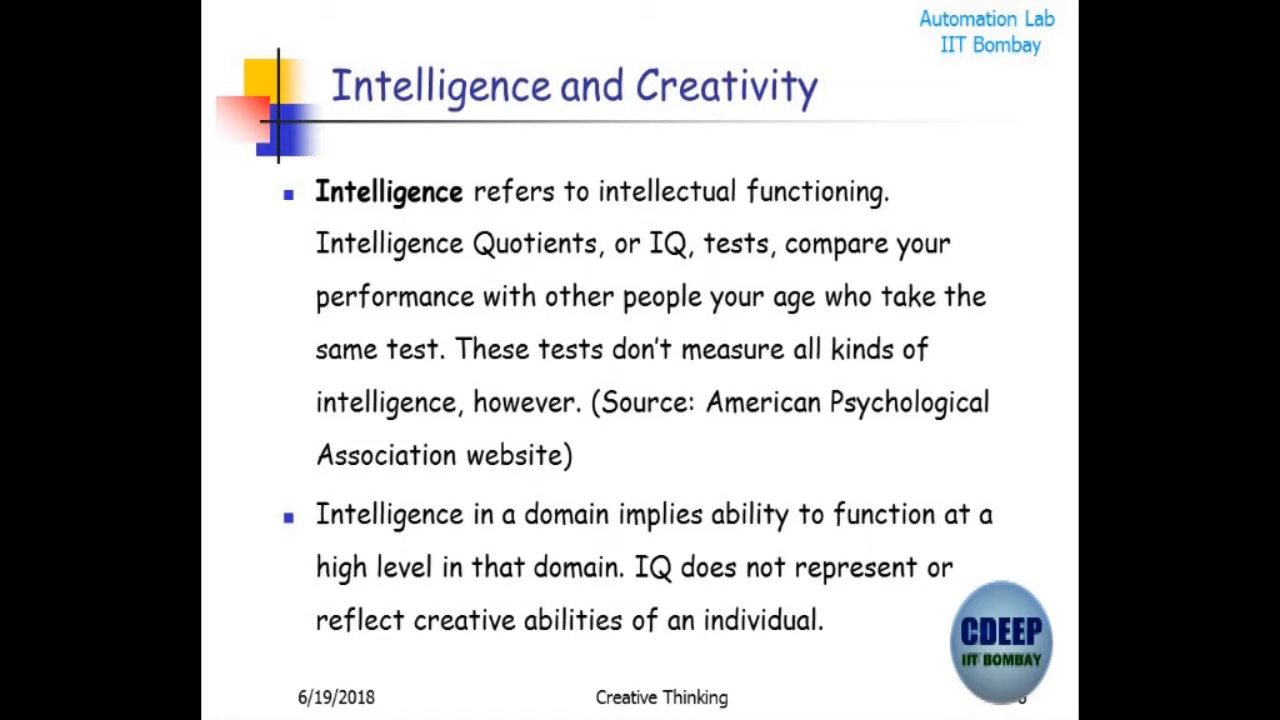 Automation Lab
IIT Bombay
Intelligence and Creativity
Intelligence refers to intellectual functioning.
Intelligence Quotients, or IQ, tests, compare your
performance with other people your age who take the
same test. These tests don't measure all kinds of
intelligence, however. (Source: American Psychological
Association website)
Intelligence in a domain implies ability to function at a
high level in that domain. IQ does not represent or
reflect creative abilities of an individual.
CDEEP
IIT BOMBAY
6/19/2018
Creative Thinking